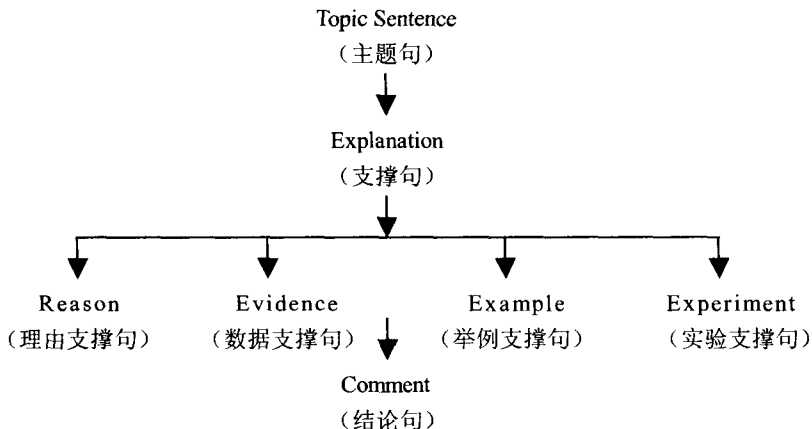 Topic Sentence
（主题句）
Explanation
（支撑句）
Reason Evidence Example Experiment
（理由支撑句） （数据支撑句） （举例支撑句） （实验支撑句）
Comment
（结论句）